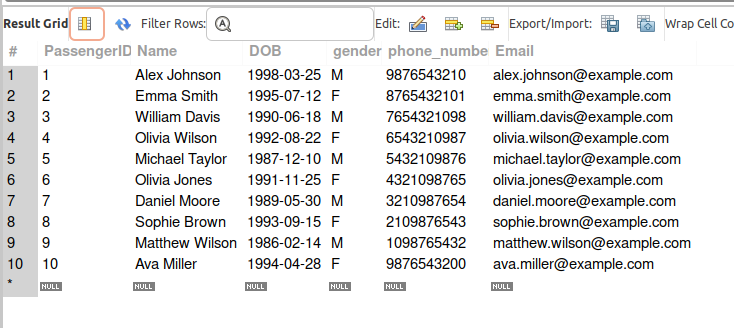 Result Grid Filter Rows: Edit: Export/Import: Wrap Cell Co
# PassengerID Name DOB gender phone_numbe Email
1 1 Alex Johnson 1998-03-25 M 9876543210 alex.johnson@example.com
2 2 Emma Smith 1995-07-12 F 8765432101 emma.smith@example.com
3 3 William Davis 1990-06-18 M 7654321098 william.davis@example.com
4 4 Olivia Wilson 1992-08-22 F 6543210987 olivia.wilson@example.com
5 5 Michael Taylor 1987-12-10 M 5432109876 michael.taylor@example.com
6 6 Olivia Jones 1991-11-25 F 4321098765 olivia.jones@example.com
7 7 Daniel Moore 1989-05-30 M 3210987654 daniel.moore@example.com
8 8 Sophie Brown 1993-09-15 F 2109876543 sophie.brown@example.com
9 9 Matthew Wilson 1986-02-14 M 1098765432 matthew.wilson@example.com
10 10 Ava Miller 1994-04-28 F 9876543200 ava.miller@example.com
* NULL NULL NULL NULL NULL NULL